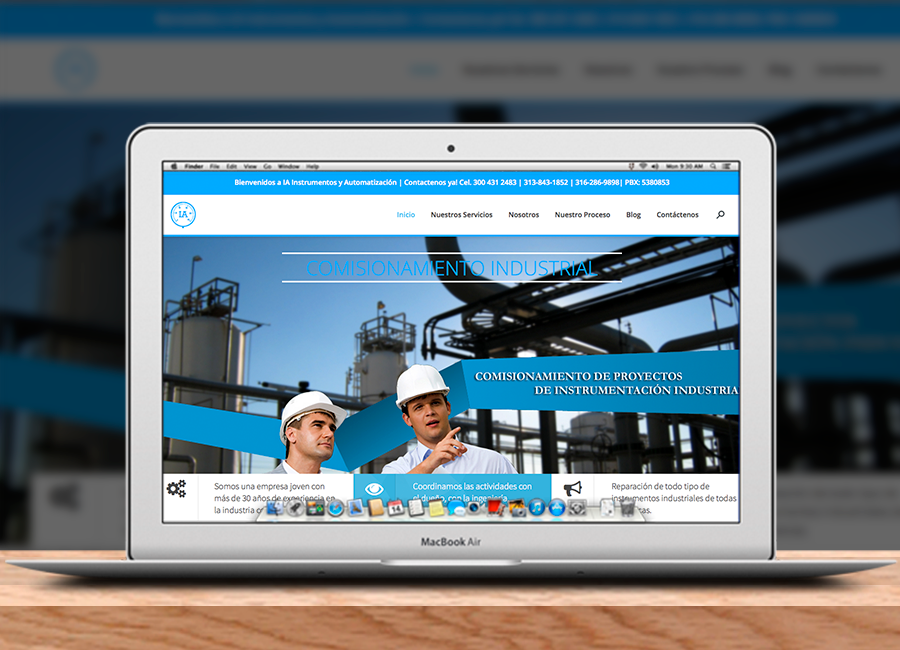 Finder File Edit View Go Window Help
Mon 9:30 AM
Bienvenidos a IA Instrumentos y Automatización | Contactenos ya! Cel. 300 431 2483 | 313-843-1852 | 316-286-9898| PBX: 5380853
IA
Inicio Nuestros Servicios Nosotros Nuestro Proceso Blog Contáctenos
COMISIONAMIENTO INDUSTRIAL
COMISIONAMIENTO DE PROYECTOS
DE INSTRUMENTACIÓN INDUSTRIA
Somos una empresa joven con
más de 30 años de experiencia en
la industria
Coordinamos las actividades con
el dueño, con la ingeniería,
Reparación de todo tipo de
instrumentos industriales de todas
14
MacBook Air